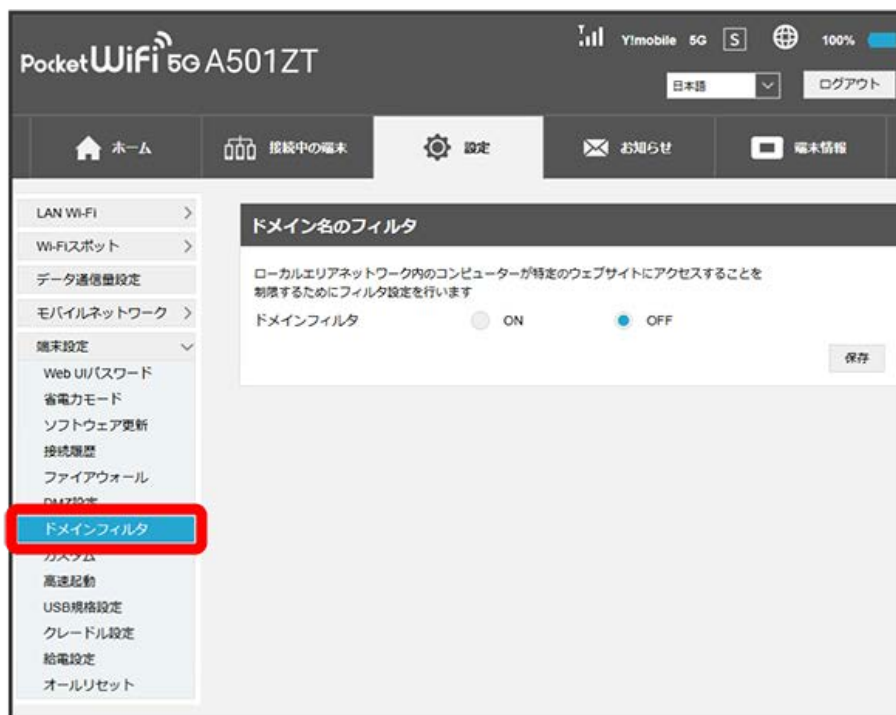 PocketWiFi 5G A501ZT
Y!mobile 5G S 100%
日本語
ログアウト
ホーム
接続中の端末
設定
お知らせ
端末情報
LAN Wi-Fi
Wi-Fiスポット
データ通信量設定
モバイルネットワーク
端末設定
Web UIパスワード
省電力モード
ソフトウェア更新
接続履歴
ファイアウォール
DMZ設定
ドメインフィルタ
カスタム
高速起動
USB規格設定
クレードル設定
給電設定
オールリセット
ドメイン名のフィルタ
ローカルエリアネットワーク内のコンピューターが特定のウェブサイトにアクセスすることを
制限するためにフィルタ設定を行います
ドメインフィルタ ON OFF
保存